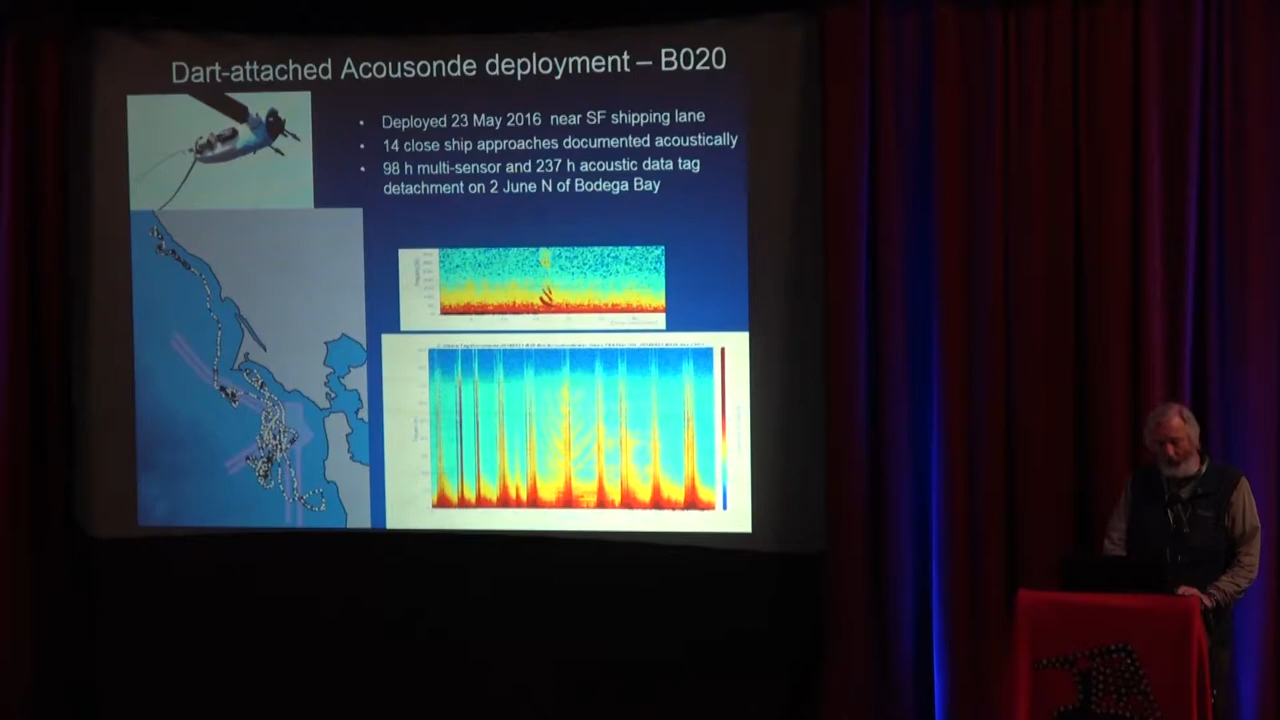 Dart-attached Acousonde deployment – B020
• Deployed 23 May 2016 near SF shipping lane
• 14 close ship approaches documented acoustically
• 98 h multi-sensor and 237 h acoustic data tag
detachment on 2 June N of Bodega Bay